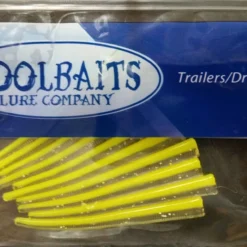 OOLBAITS
LURE COMPANY
Trailers/Dr